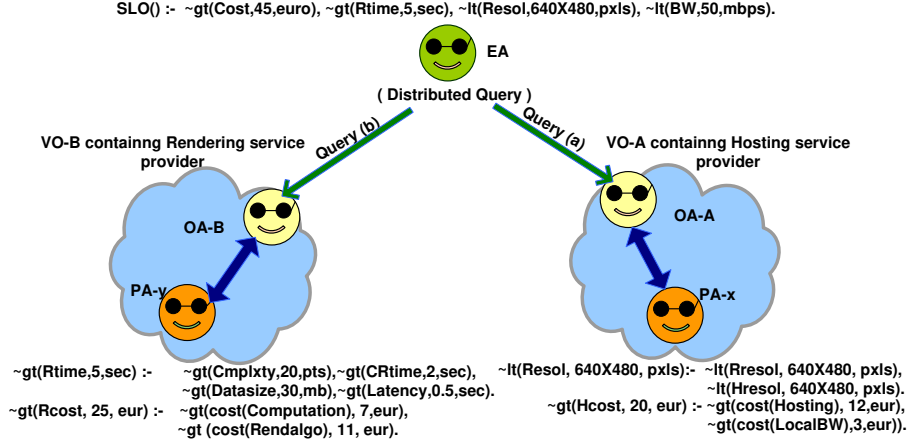 SLO() :- ~gt(Cost,45,euro), ~gt(Rtime,5,sec), ~lt(Resol,640X480,pxls), ~lt(BW,50,mbps).
EA
( Distributed Query )
Query (b)
Query (a)
VO-B containng Rendering service
provider
VO-A containng Hosting service
provider
OA-B
OA-A
PA-y
PA-x
~gt(Rtime,5,sec) :- ~gt(Cmplxty,20,pts),~gt(CRtime,2,sec),
~gt(Datasize,30,mb),~gt(Latency,0.5,sec).
~gt(Rcost, 25, eur) :- ~gt(cost(Computation), 7,eur),
~gt (cost(Rendalgo), 11, eur).
~lt(Resol, 640X480, pxls):- ~lt(Rresol, 640X480, pxls),
~lt(Hresol, 640X480, pxls).
~gt(Hcost, 20, eur) :- ~gt(cost(Hosting), 12,eur),
~gt(cost(LocalBW),3,eur)).